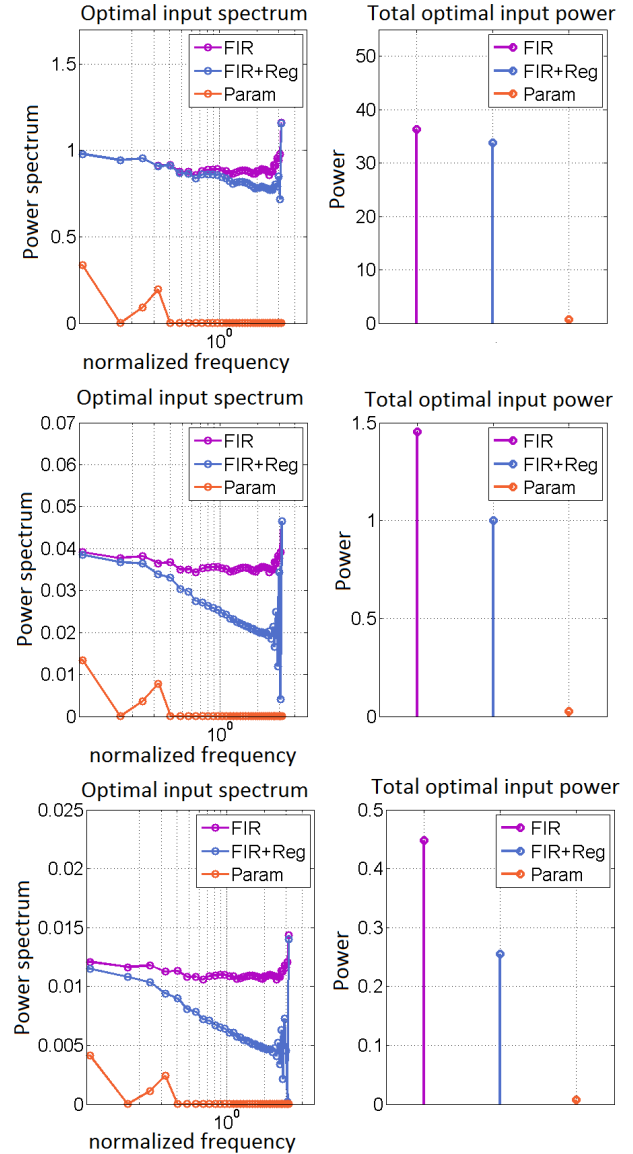 Optimal input spectrum
Total optimal input power
1.5
1
0.5
0
Power spectrum
FIR
FIR+Reg
Param
10⁰
normalized frequency
50
40
30
20
10
0
Power
FIR
FIR+Reg
Param
Optimal input spectrum
Total optimal input power
0.07
0.06
0.05
0.04
0.03
0.02
0.01
0
Power spectrum
FIR
FIR+Reg
Param
10⁰
normalized frequency
1.5
1
0.5
0
Power
FIR
FIR+Reg
Param
Optimal input spectrum
Total optimal input power
0.025
0.02
0.015
0.01
0.005
0
Power spectrum
FIR
FIR+Reg
Param
10⁰
normalized frequency
0.5
0.4
0.3
0.2
0.1
0
Power
FIR
FIR+Reg
Param